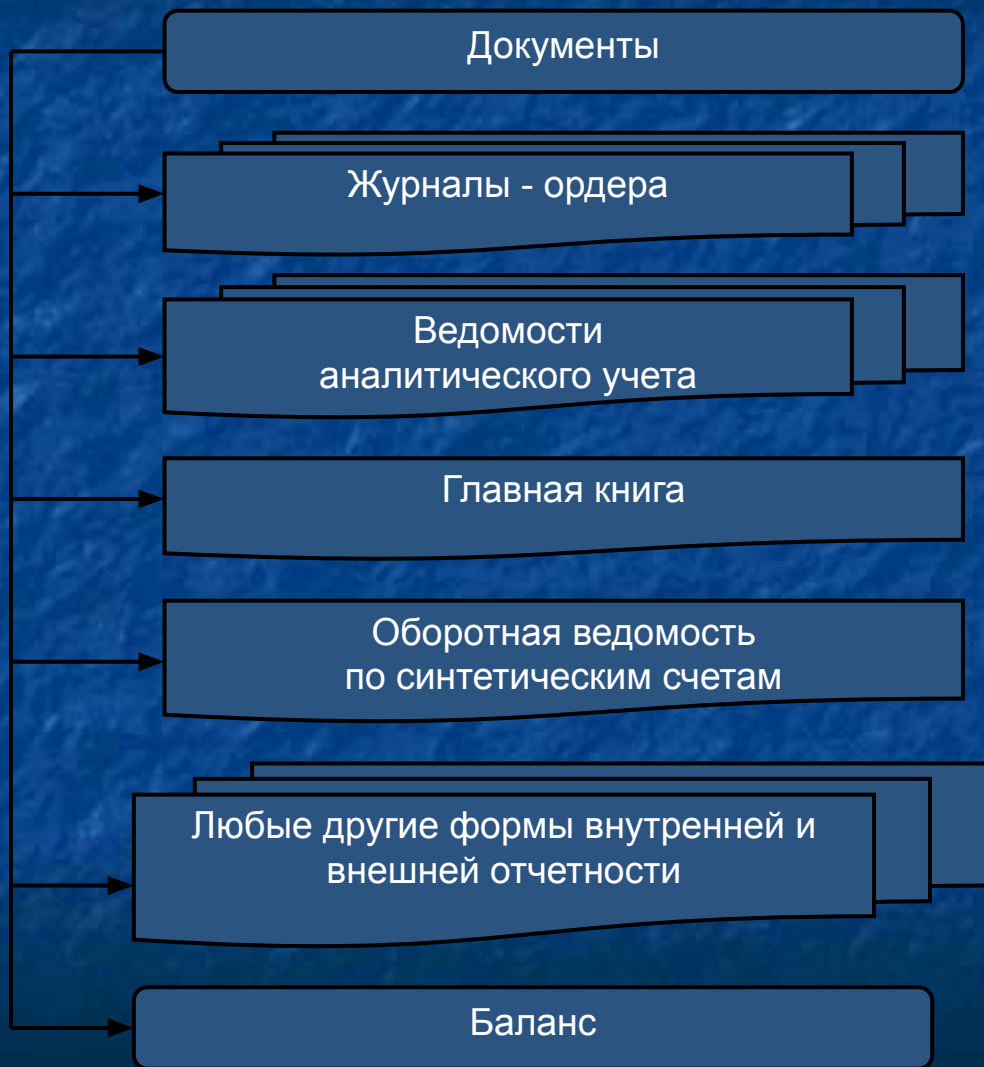 Документы
Журналы - ордера
Ведомости
аналитического учета
Главная книга
Оборотная ведомость
по синтетическим счетам
Любые другие формы внутренней и
внешней отчетности
Баланс